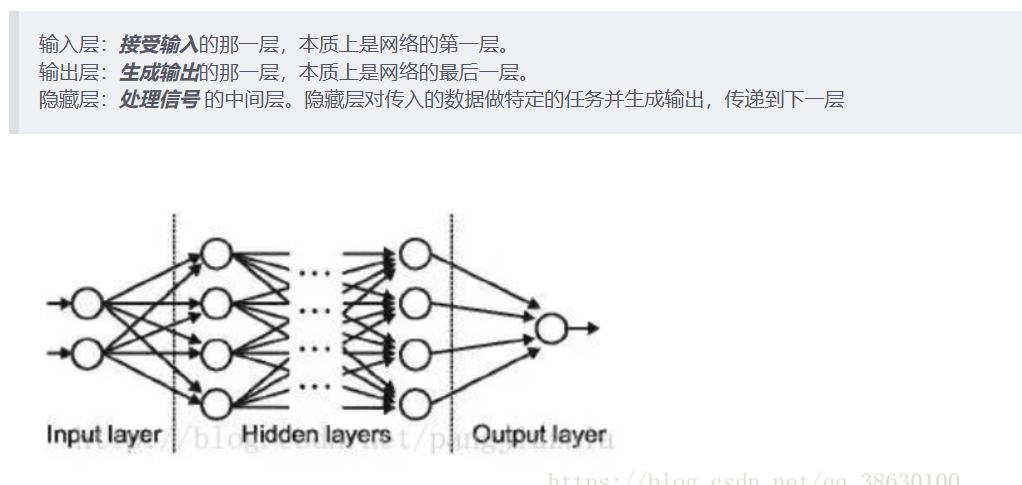 输入层：接受输入的那一层，本质上是网络的第一层。
输出层：生成输出的那一层，本质上是网络的最后一层。
隐藏层：处理信号 的中间层。隐藏层对传入的数据做特定的任务并生成输出，传递到下一层
...
...
...
...
Input layer
Hidden layers
Output layer
https://blog.csdn.net/qq_38630100